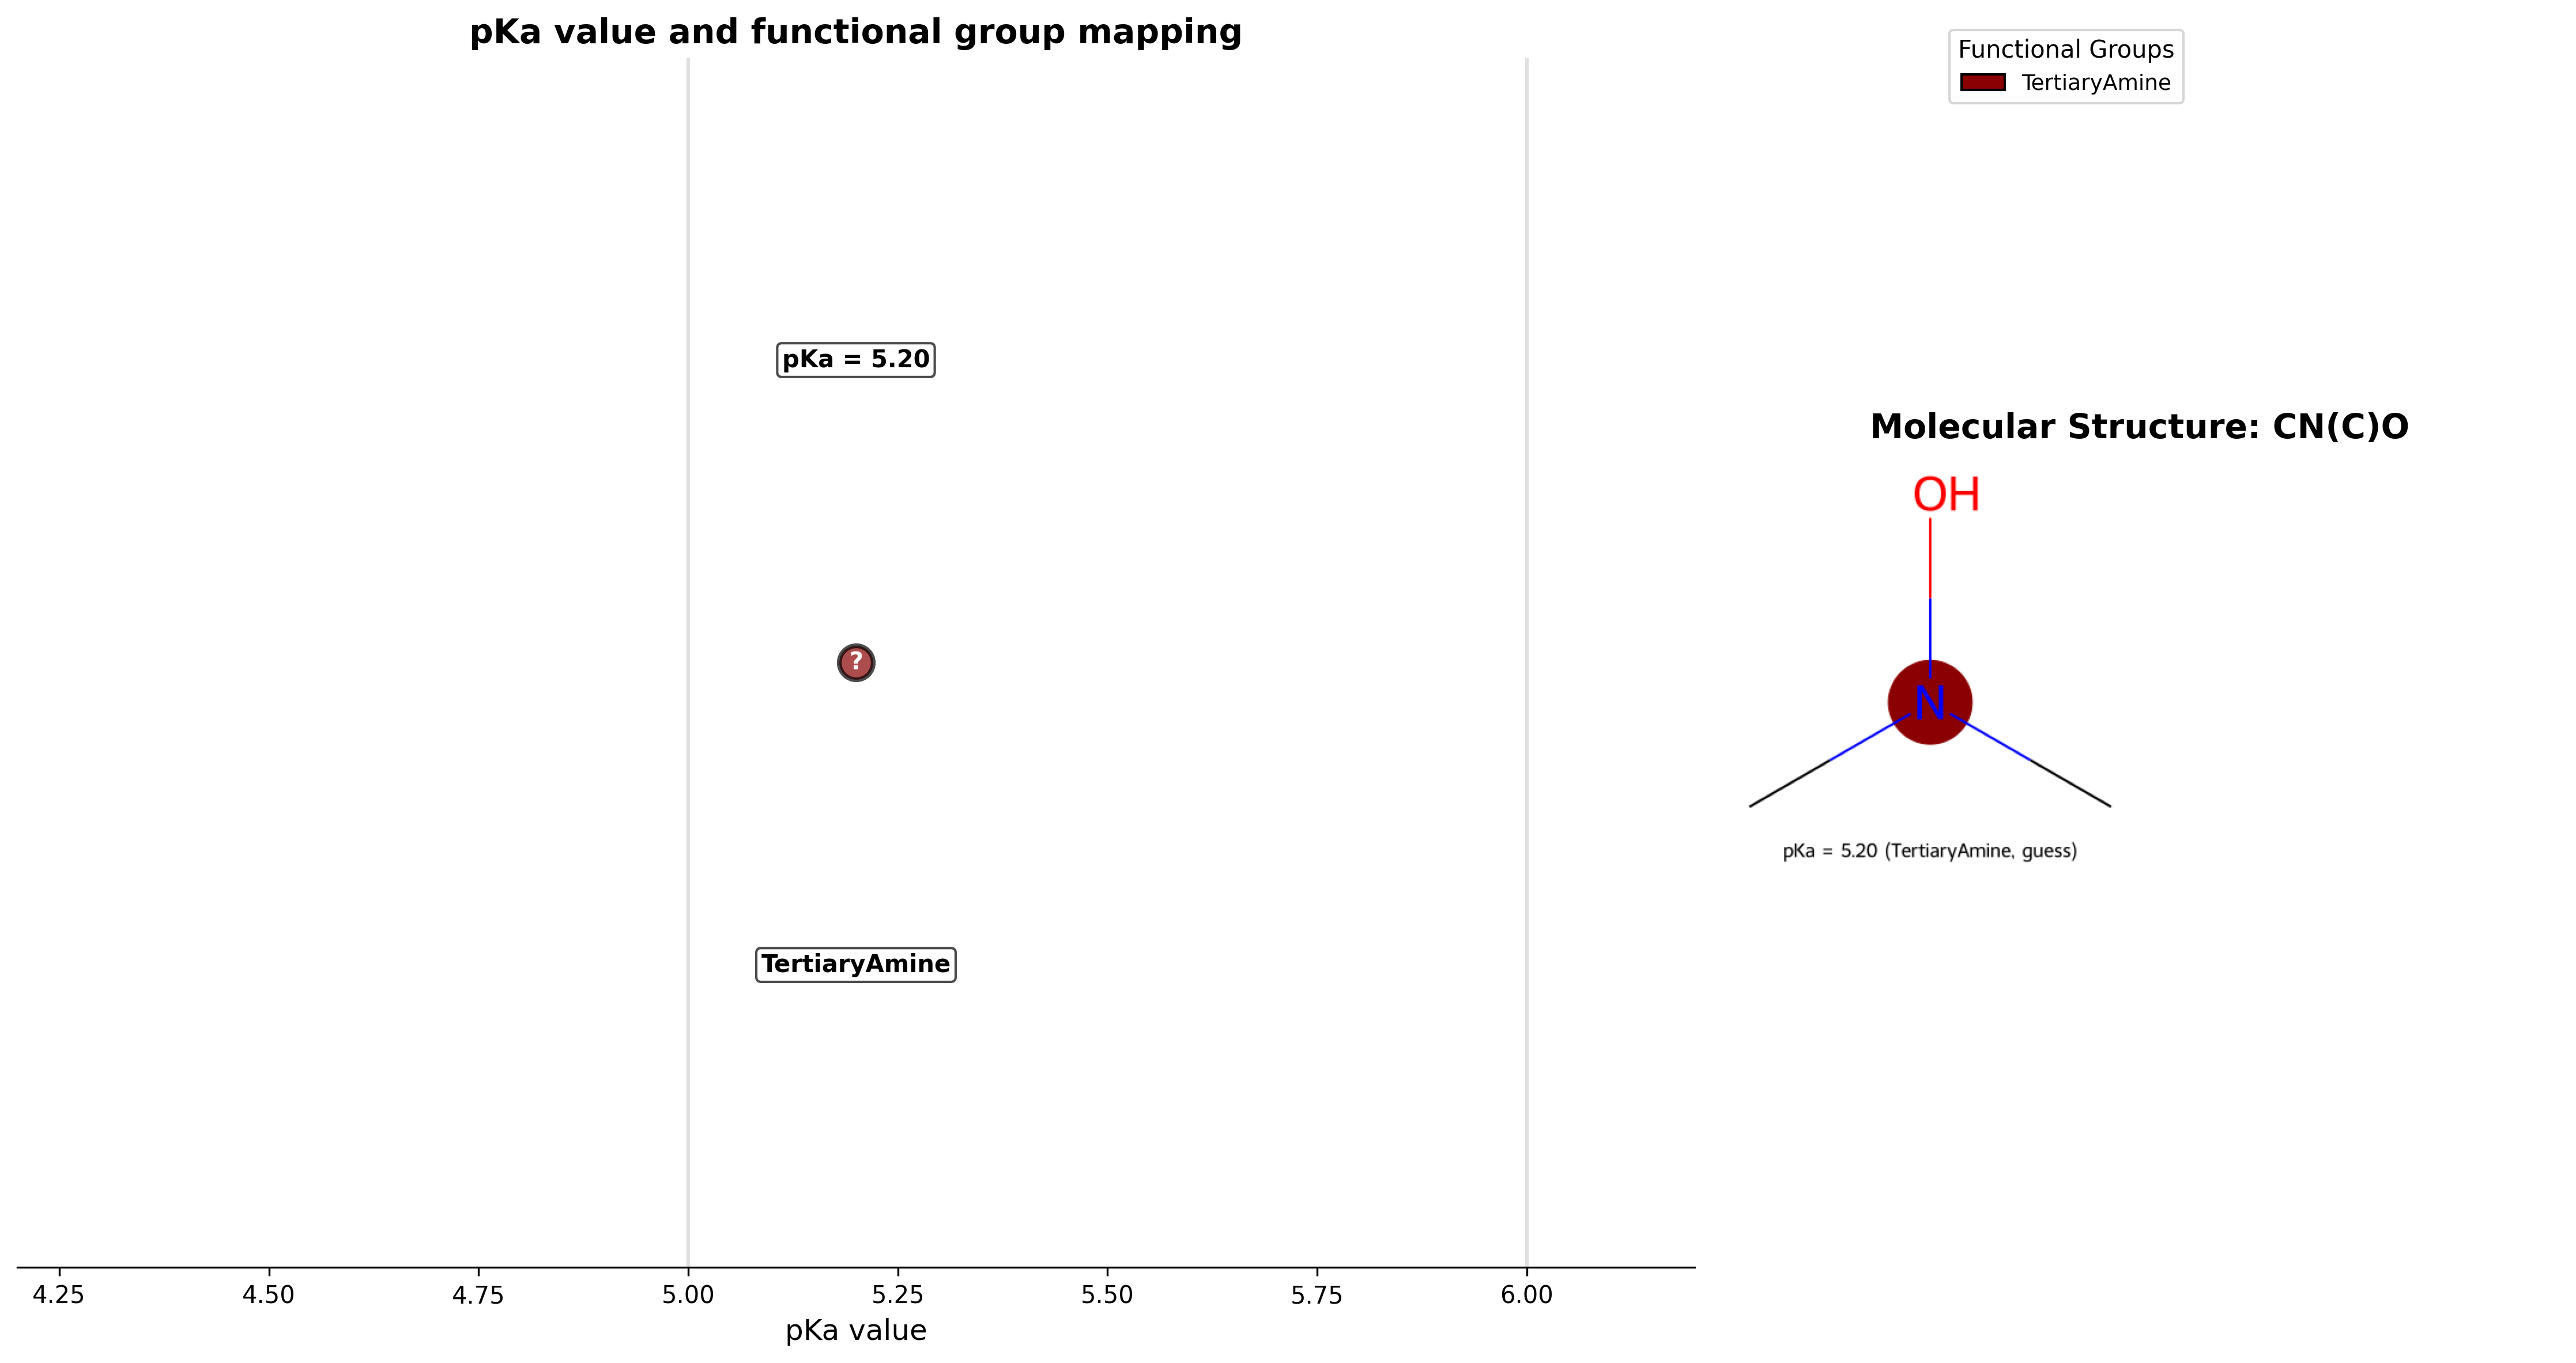 pKa value and functional group mapping
pKa = 5.20
?
TertiaryAmine
4.25 4.50 4.75 5.00 5.25 5.50 5.75 6.00
pKa value
Functional Groups
TertiaryAmine
Molecular Structure: CN(C)O
OH
N
pKa = 5.20 (TertiaryAmine, guess)